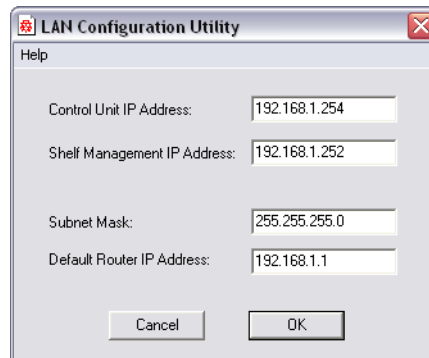 LAN Configuration Utility
Help
Control Unit IP Address: 192.168.1.254
Shelf Management IP Address: 192.168.1.252
Subnet Mask: 255.255.255.0
Default Router IP Address: 192.168.1.1
Cancel OK